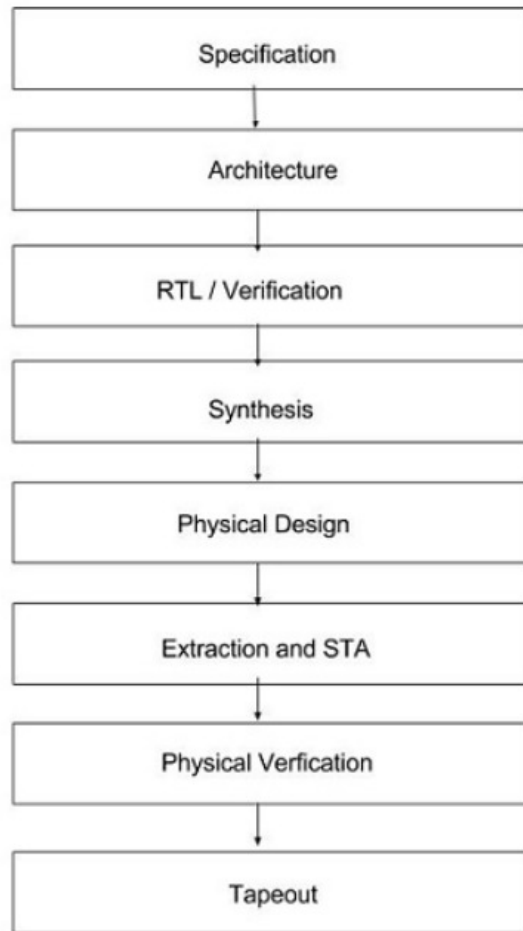 Specification
Architecture
RTL / Verification
Synthesis
Physical Design
Extraction and STA
Physical Verfication
Tapeout